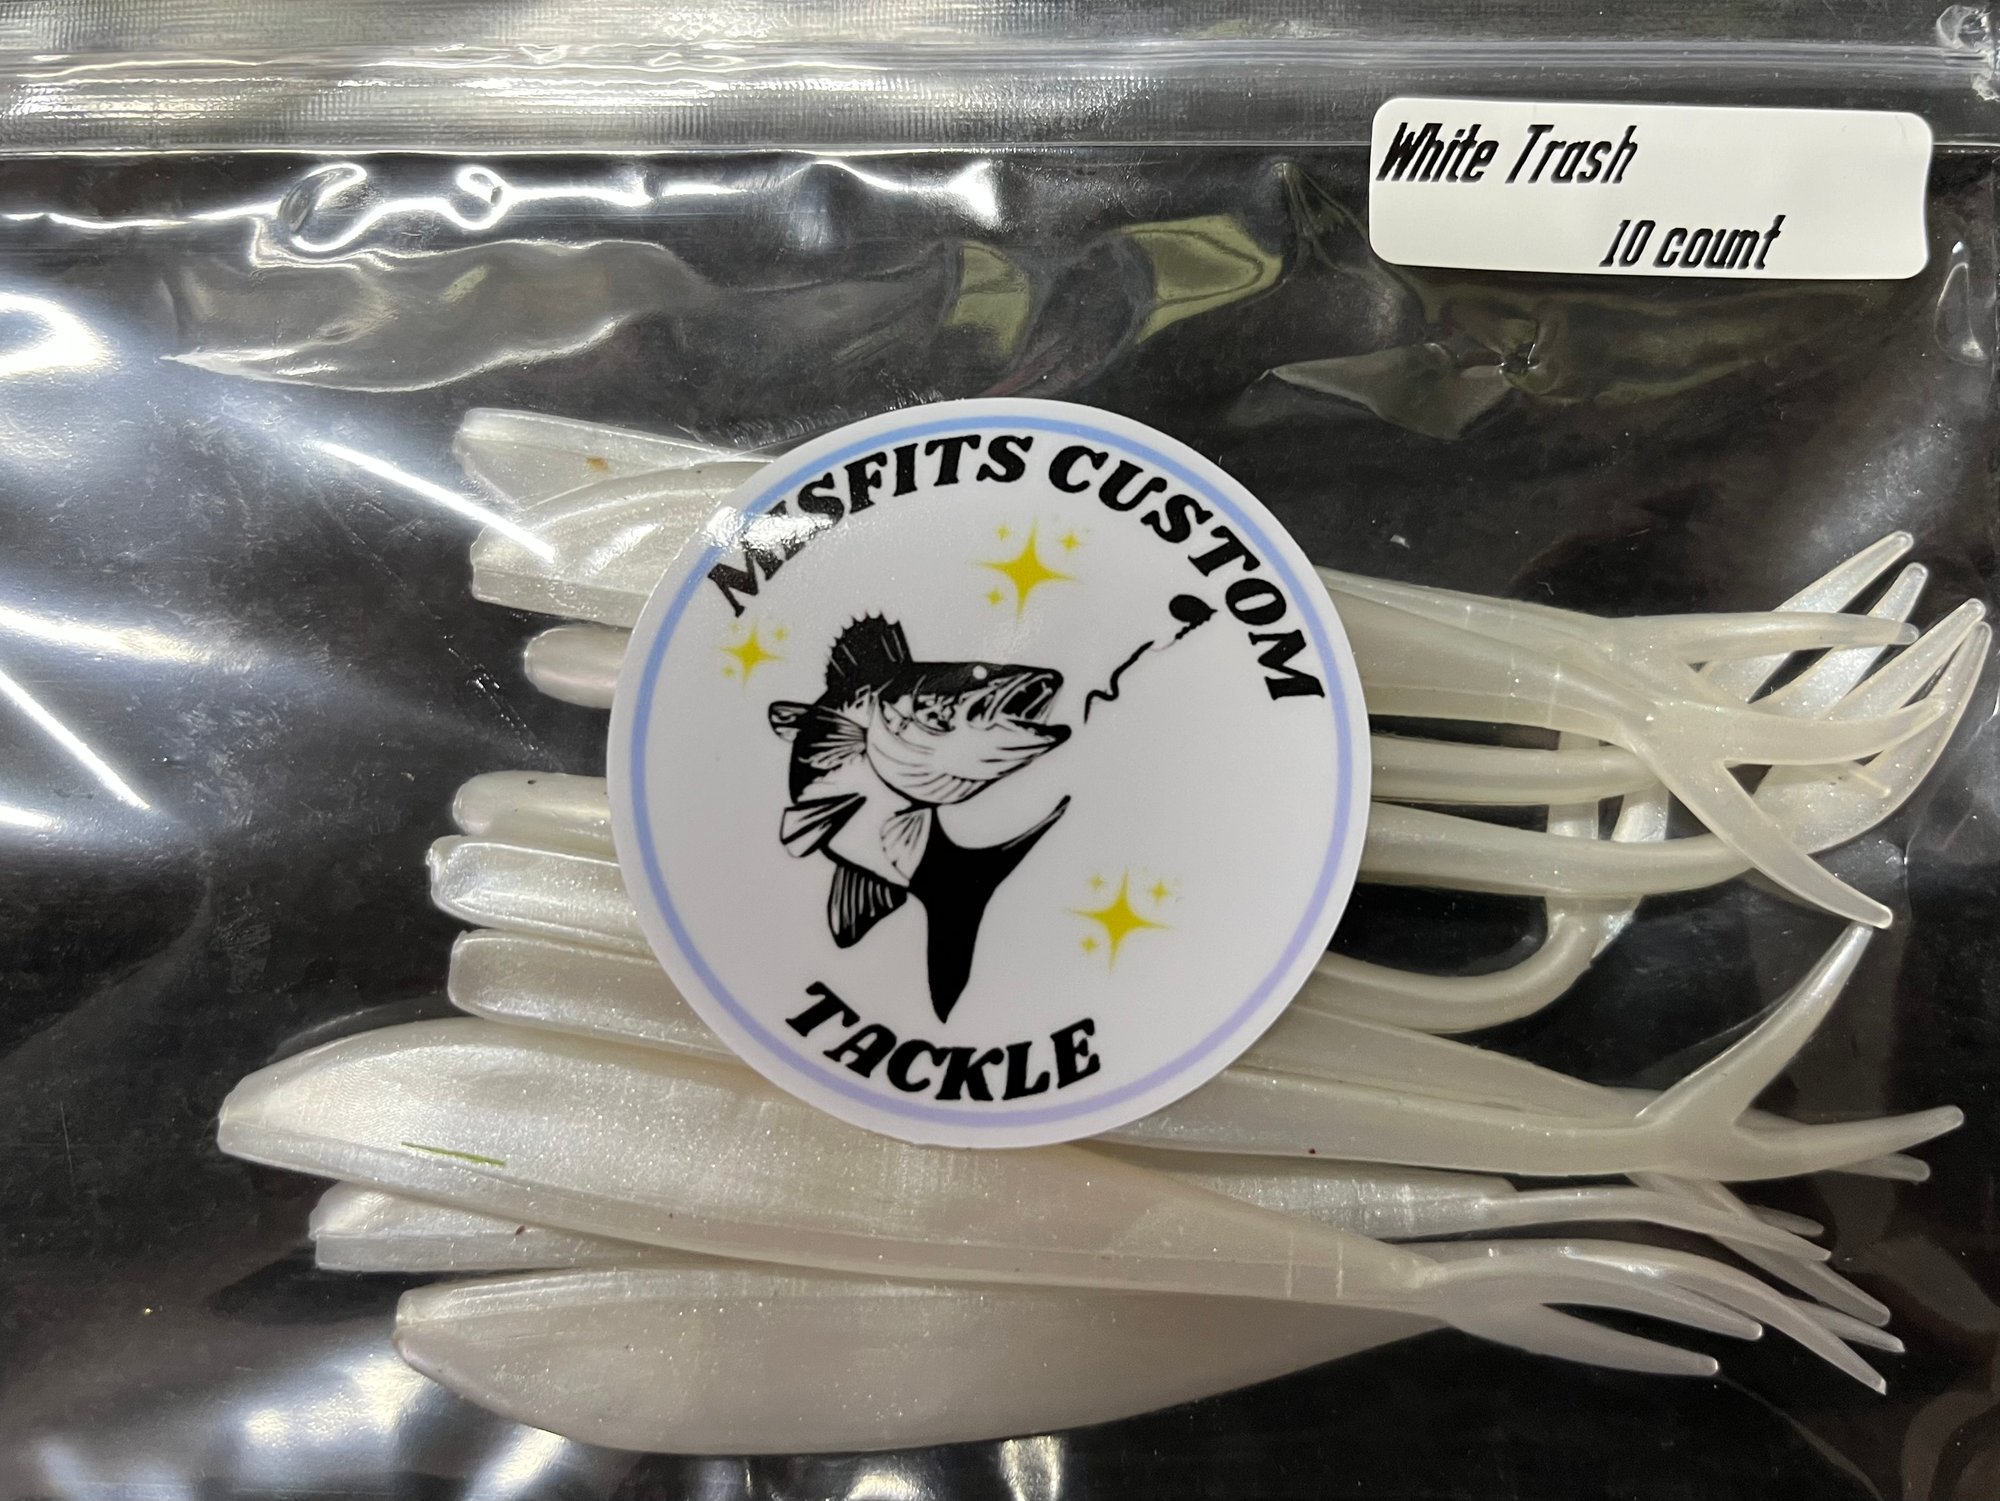 White Trash
10 count
MISFITS CUSTOM
TACKLE